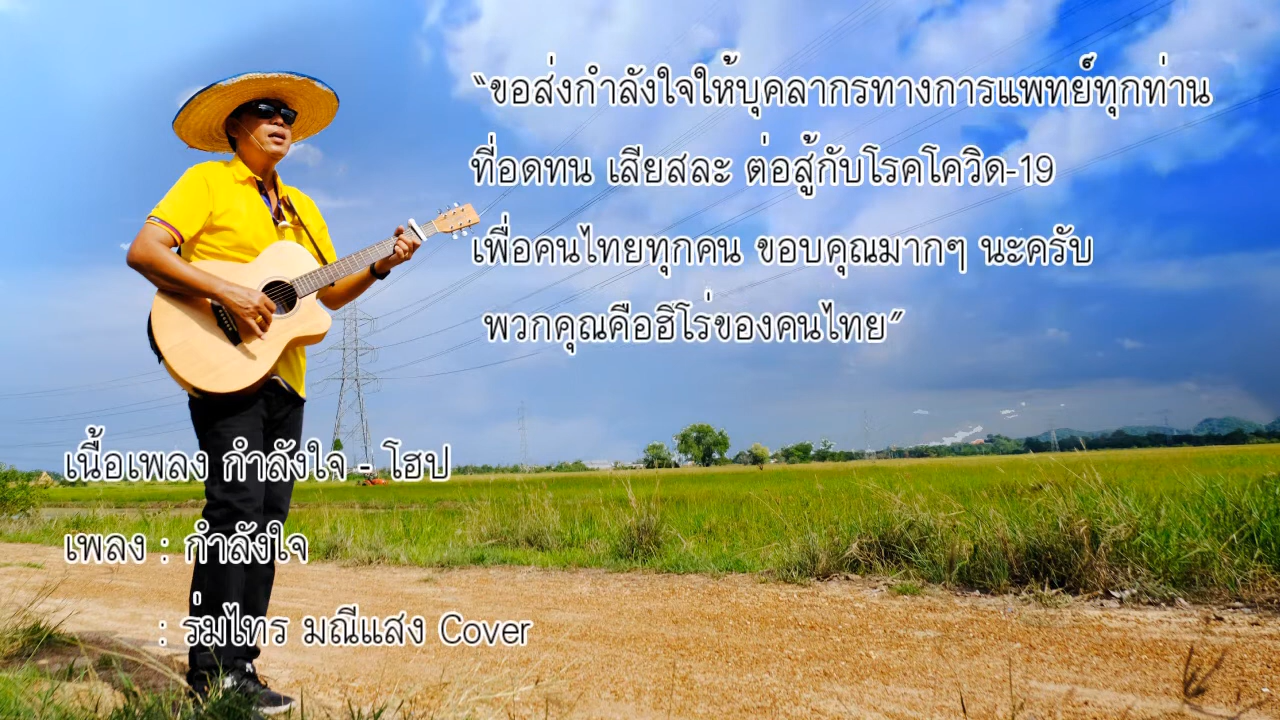 “ขอส่งกำลังใจให้บุคลากรทางการแพทย์ทุกท่าน
ที่อดทน เสียสละ ต่อสู้กับโรคโควิด-19
เพื่อคนไทยทุกคน ขอบคุณมากๆ นะครับ
พวกคุณคือฮีโร่ของคนไทย”
เนื้อเพลง กำลังใจ - โฮป
เพลง : กำลังใจ
: ร่มไทร มณีแสง Cover